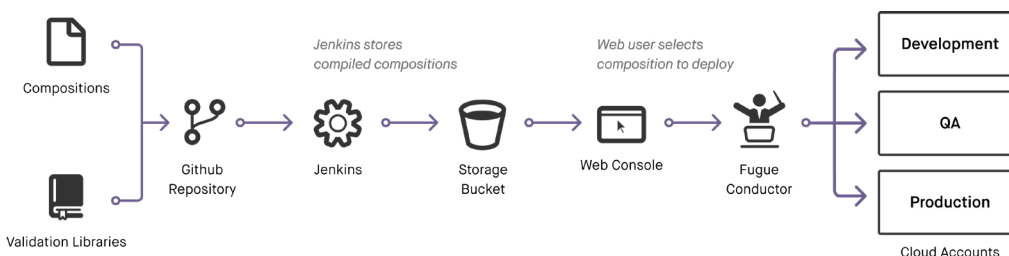 Compositions
Validation Libraries
Github
Repository
Jenkins stores
compiled compositions
Jenkins
Storage
Bucket
Web user selects
composition to deploy
Web Console
Fugue
Conductor
Development
QA
Production
Cloud Accounts